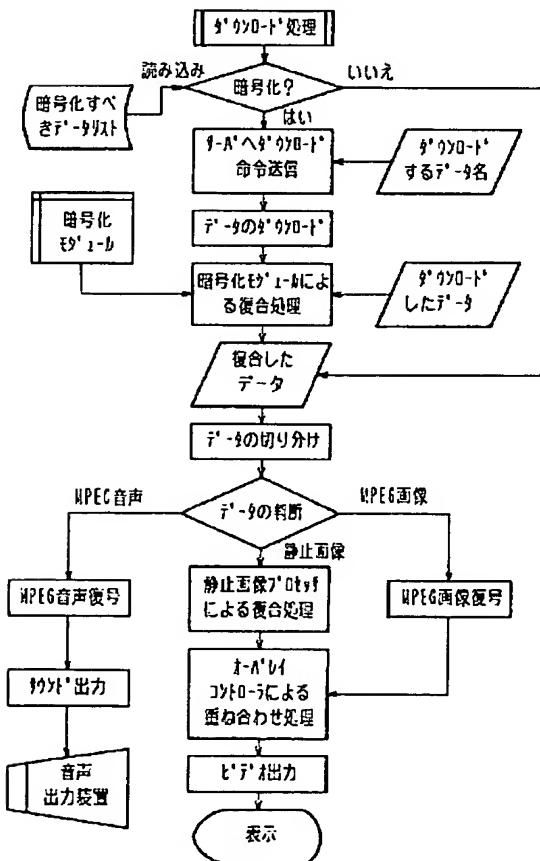 ダウンロード処理
読み込み
いいえ
暗号化?
暗号化すべ
きデータリスト
はい
サーバへダウンロード
命令送信
ダウンロード
するデータ名
データのダウンロード
暗号化
モジュール
暗号化モジュールによ
る復合処理
ダウンロード
したデータ
復合した
データ
データの切り分け
MPEG音声
MPEG画像
データの判断
静止画像
静止画像プロセッサ
による復合処理
MPEG音声復号
MPEG画像復号
オーバレイ
コントローラによる
重ね合わせ処理
サウンド出力
ビデオ出力
音声
出力装置
表示